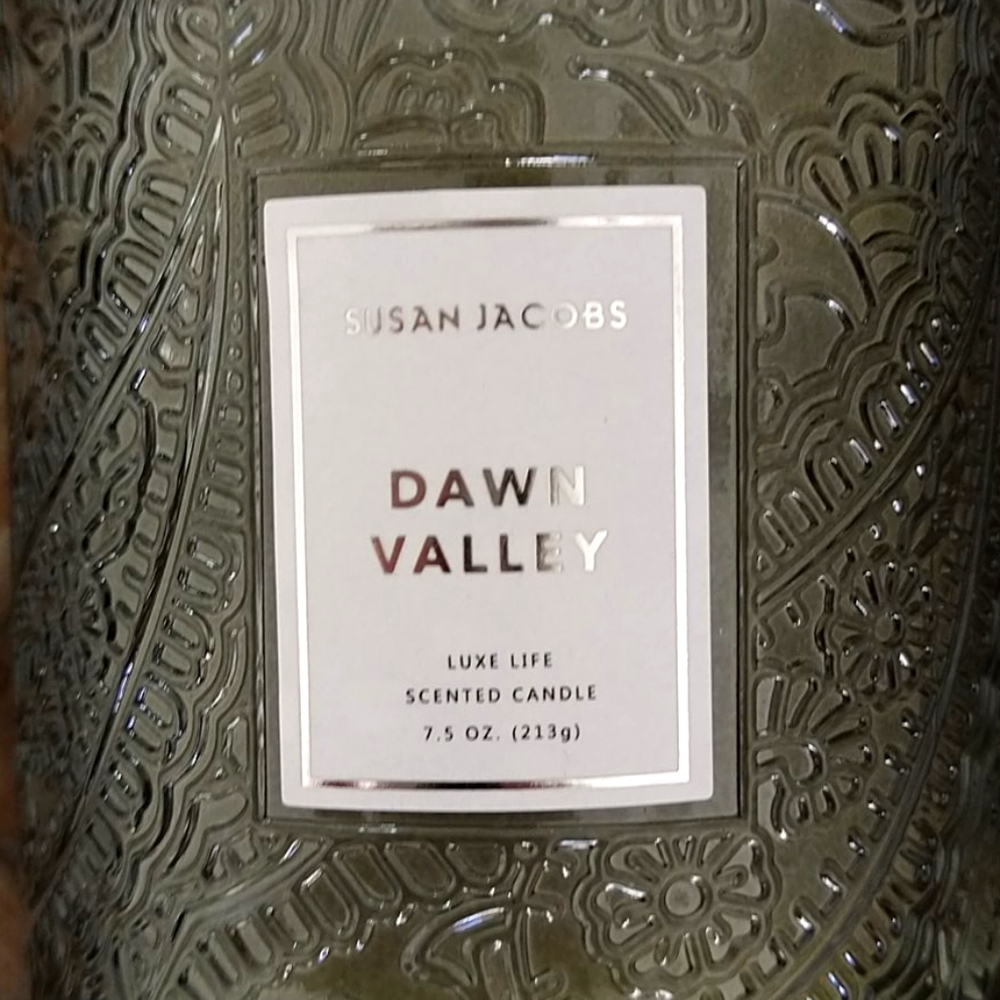 SUSAN JACOBS
DAWN
VALLEY
LUXE LIFE
SCENTED CANDLE
7.5 OZ. (213g)